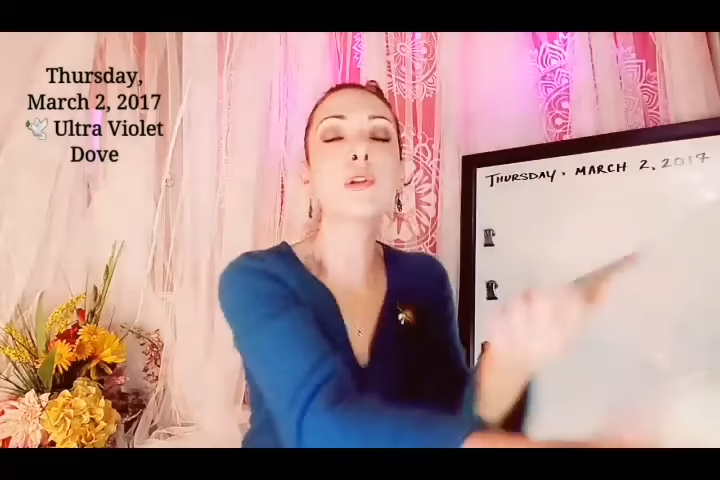 Thursday,
March 2, 2017
🕊️ Ultra Violet
Dove
THURSDAY, MARCH 2, 2017